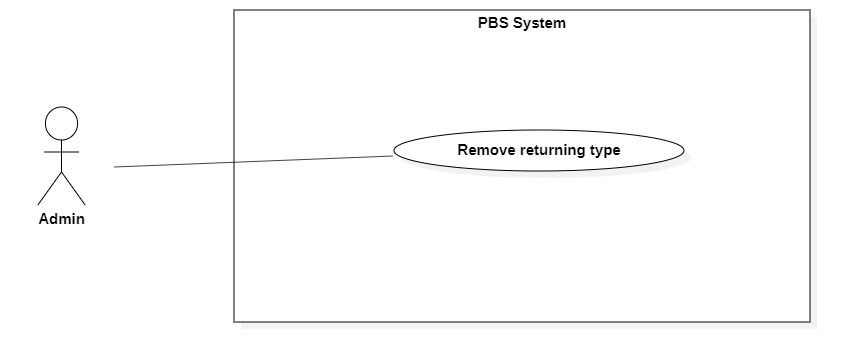 PBS System
Remove returning type
Admin